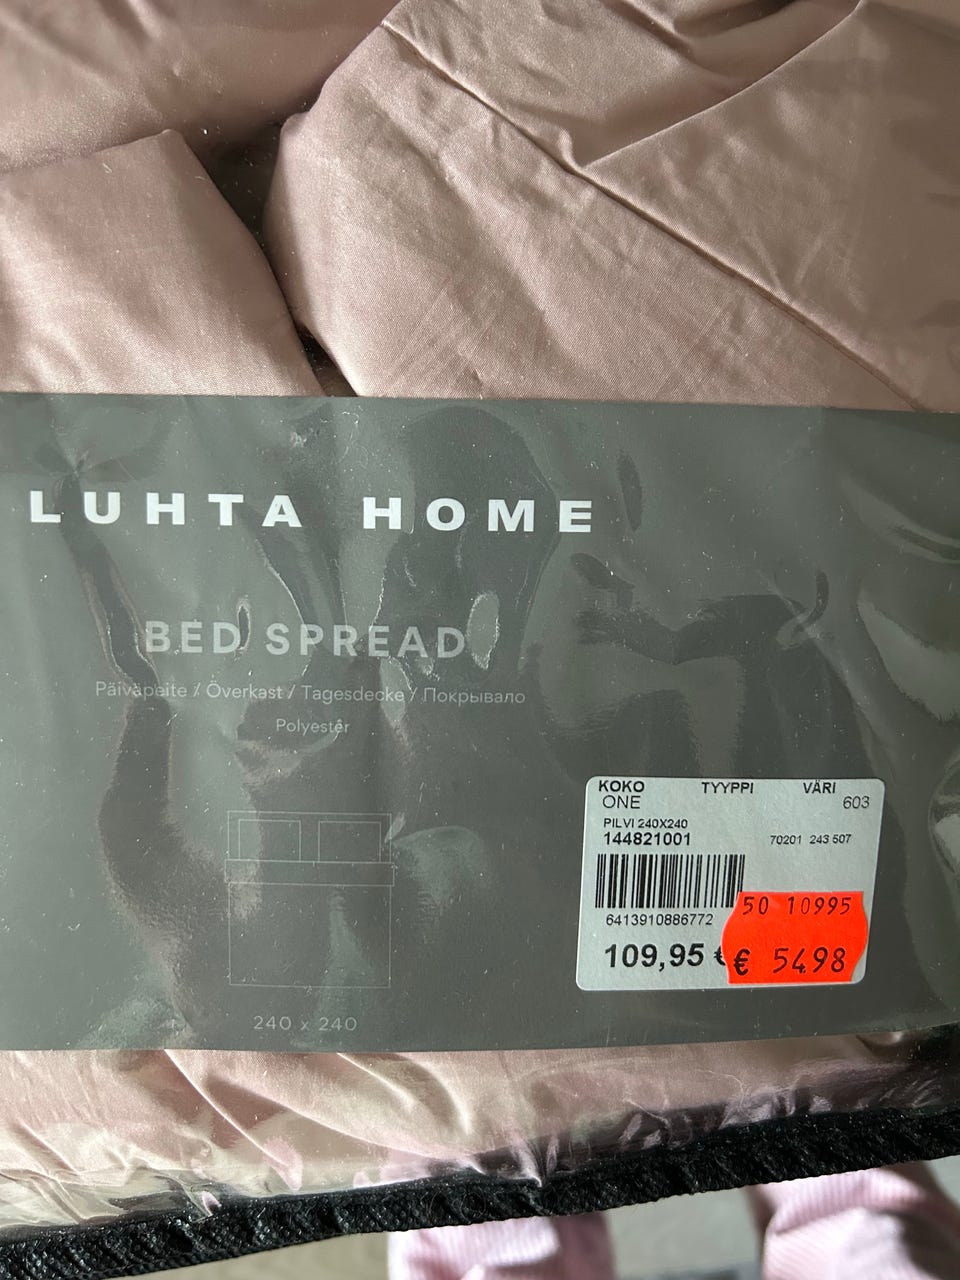 LUHTA HOME
BED SPREAD
Päiväpeite / Överkast / Tagesdecke / Покрывало
Polyester
240 x 240
KOKO TYYPPI VÄRI
ONE 603
PILVI 240X240
144821001 70201 243 507
6413910886772
109,95 €
50 10995
€ 5498